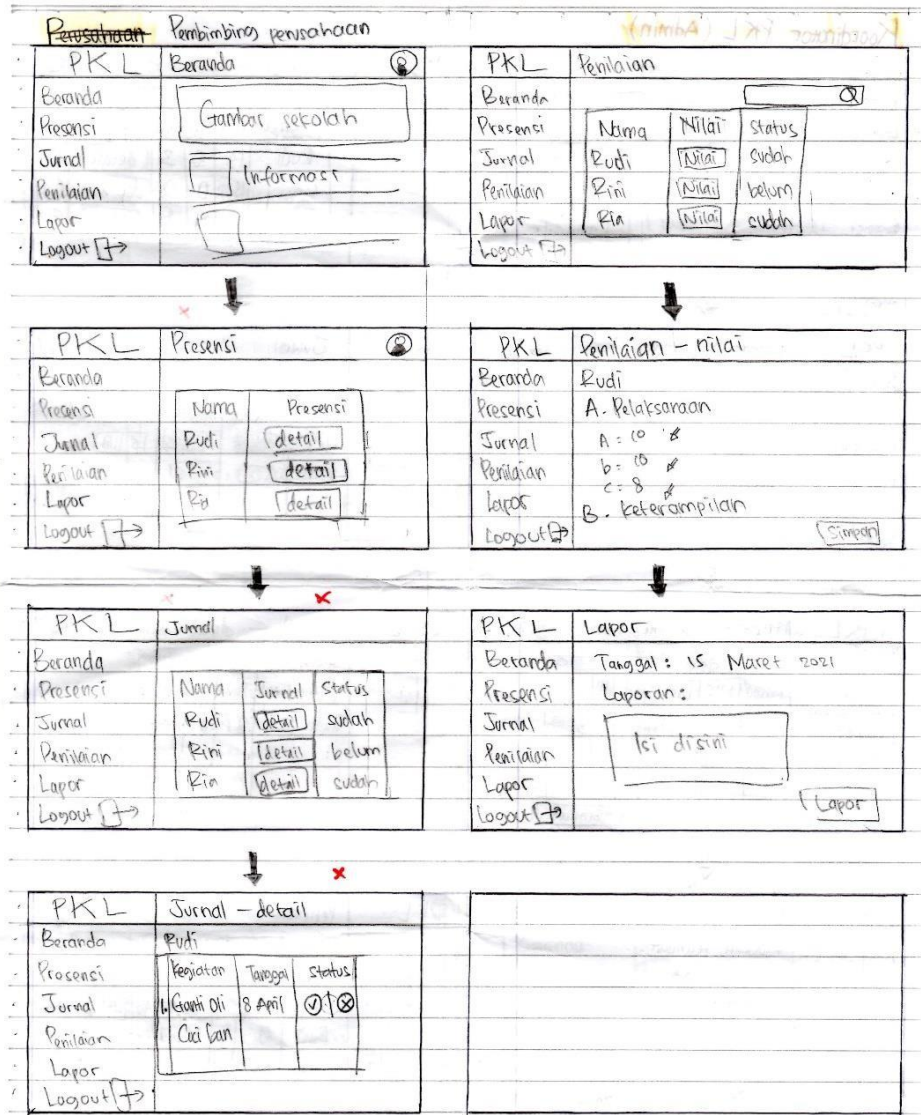 Perusahaan Pembimbing perusahaan
PKL Beranda
Beranda
Presensi
Jurnal
Penilaian
Lapor
Logout
Gambar sekolah
Informasi
PKL Presensi
Beranda
Presensi
Jurnal
Penilaian
Lapor
Logout
Nama Presensi
Rudi detail
Rini detail
Ria detail
PKL Jurnal
Beranda
Presensi
Jurnal
Penilaian
Lapor
Logout
Nama Jurnal Status
Rudi detail sudah
Rini detail belum
Ria detail sudah
PKL Jurnal - detail
Beranda
Presensi
Jurnal
Penilaian
Lapor
Logout
Rudi
Kegiatan Tanggal Status
1. Ganti Oli 8 April
Cuci ban
Koordinator PKL (Admin)
PKL Penilaian
Beranda
Presensi
Jurnal
Penilaian
Lapor
Logout
Nama Nilai Status
Rudi Nilai sudah
Rini Nilai belum
Ria Nilai sudah
PKL Penilaian - nilai
Beranda
Presensi
Jurnal
Penilaian
Lapor
Logout
Rudi
A. Pelaksanaan
A = 10
b = 10
c = 8
B. Keterampilan
Simpan
PKL Lapor
Beranda
Presensi
Jurnal
Penilaian
Lapor
Logout
Tanggal : 15 Maret 2021
Laporan :
Isi disini
Lapor